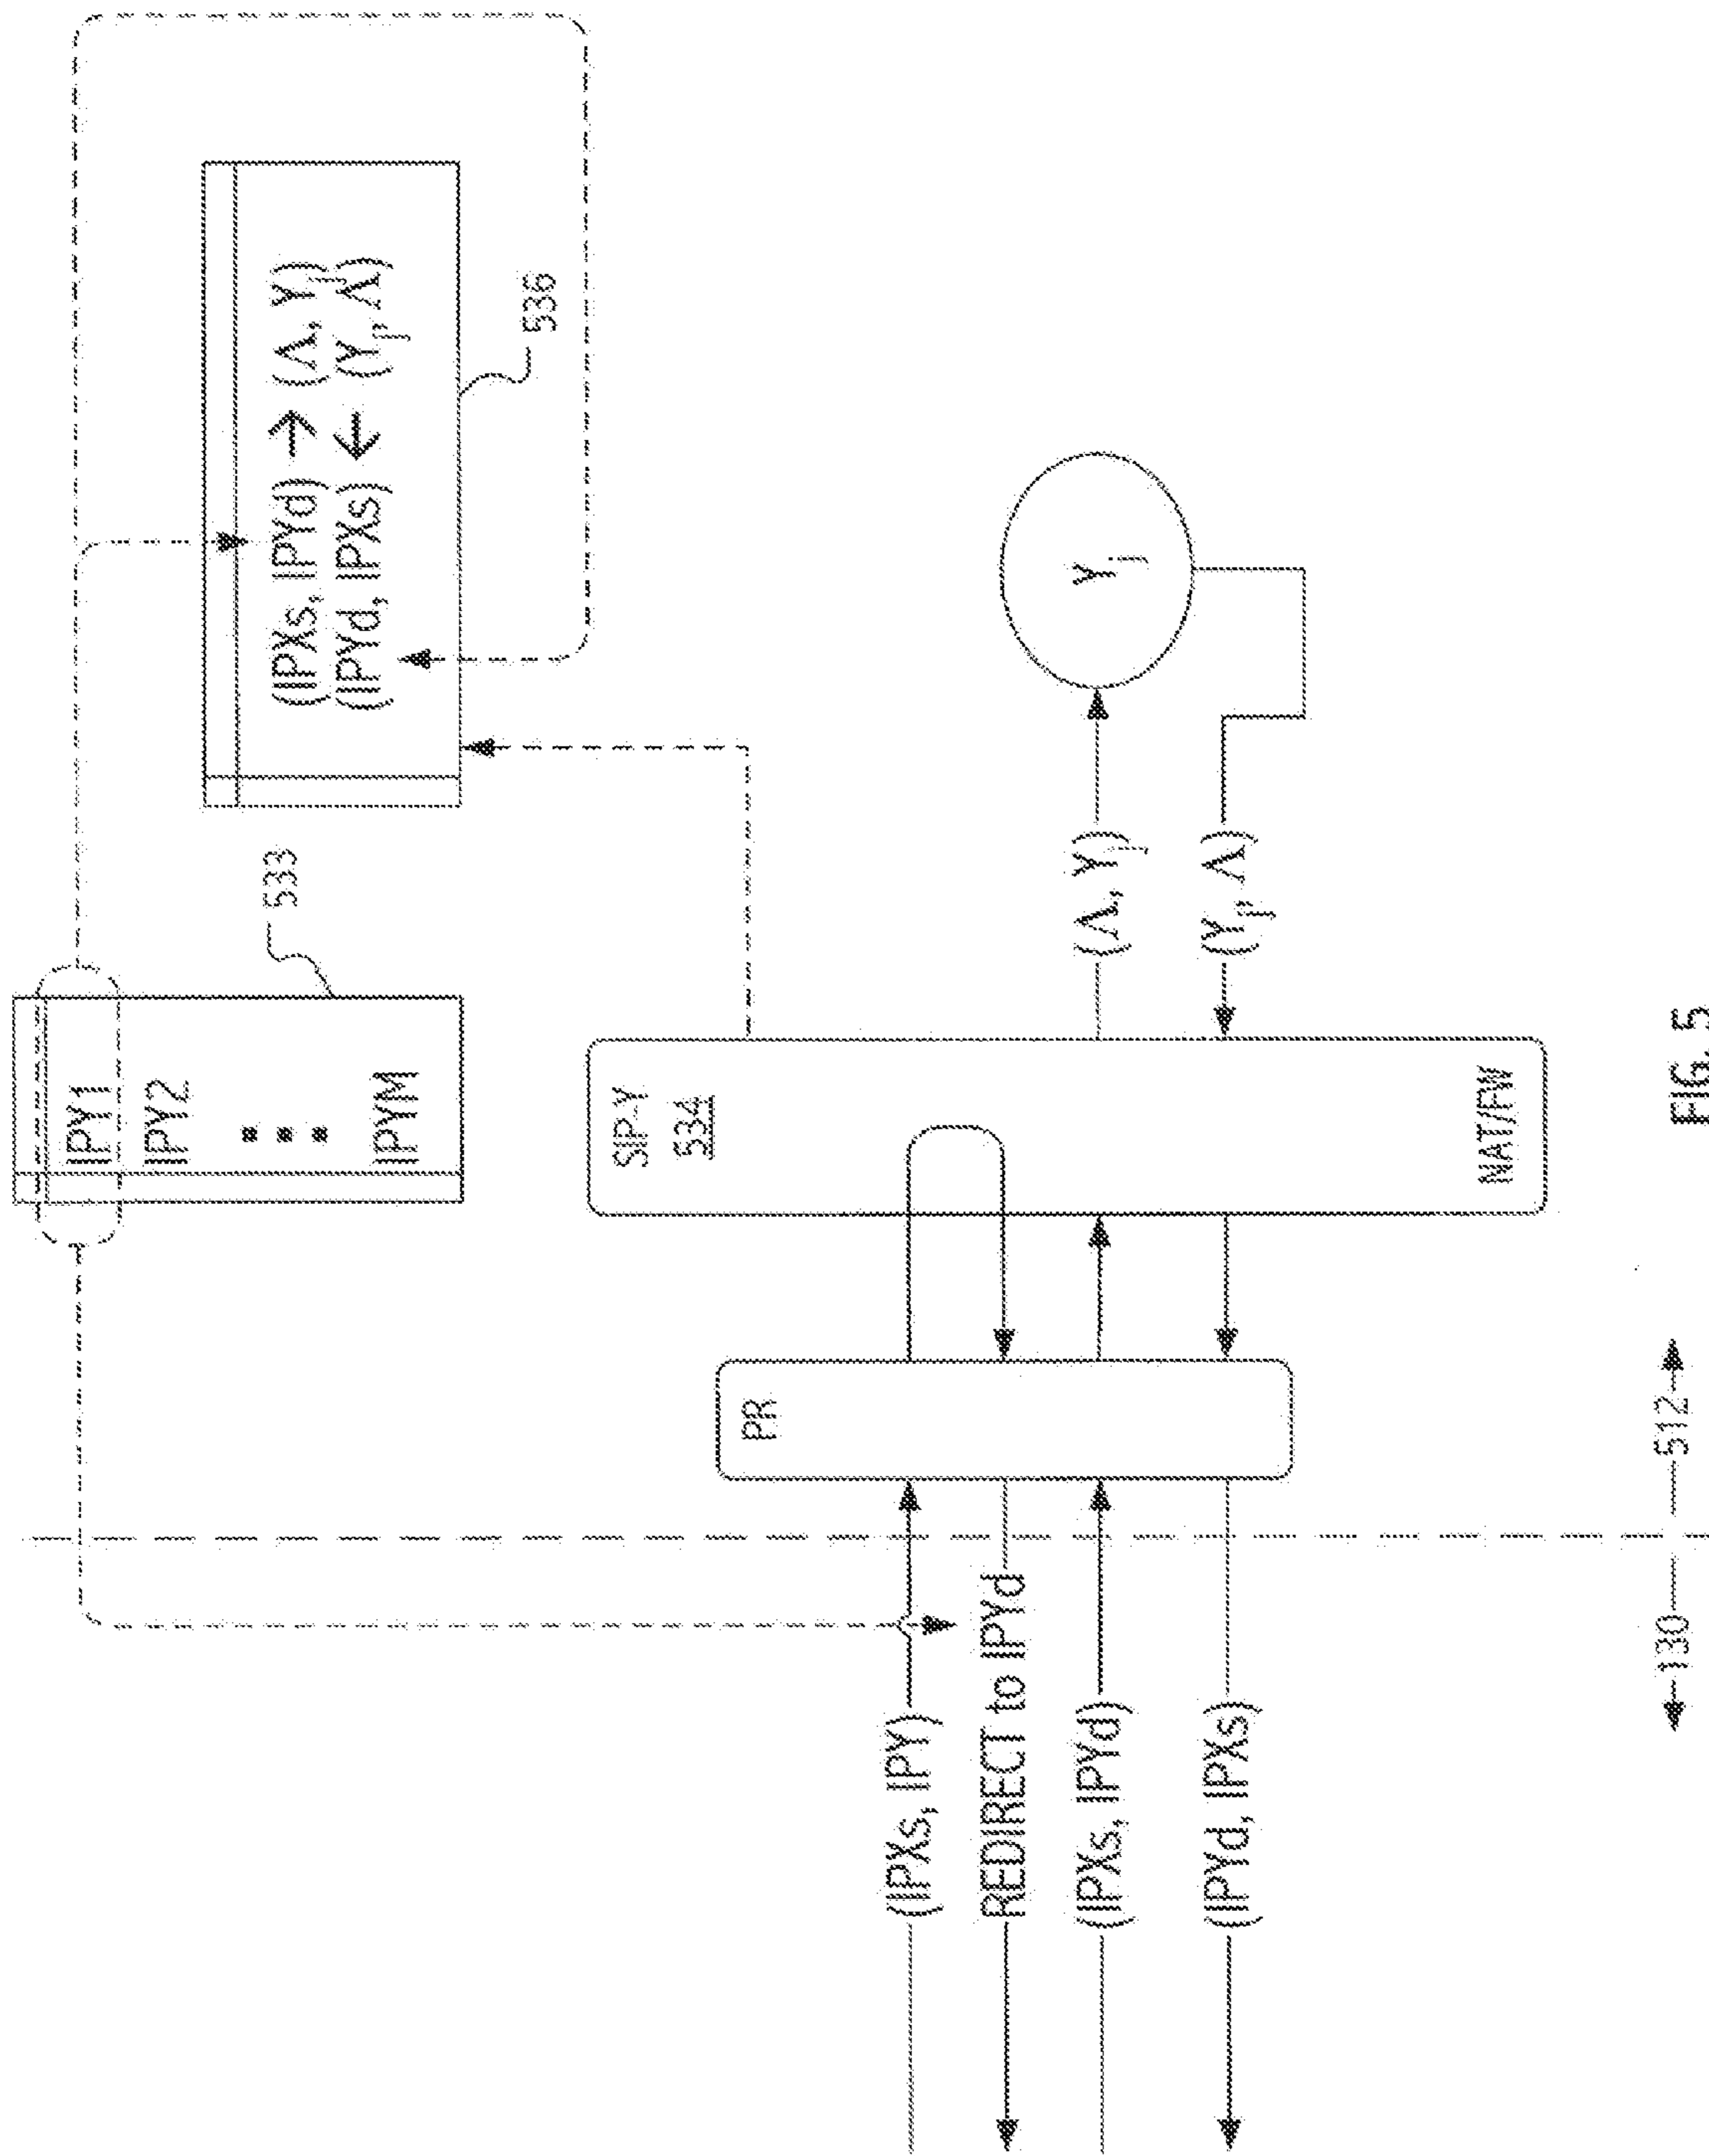 IPY1
IPY2
IPYM
533
(IPXs, IPYd) → (Λ, Yj)
(IPYd, IPXs) ← (Yj, Λ)
536
SIP-Y
534
NAT/FW
PR
(IPXs, IPY)
REDIRECT to IPYd
(IPXs, IPYd)
(IPYd, IPXs)
(Λ, Yj)
(Yj, Λ)
Yj
130
512
FIG. 5